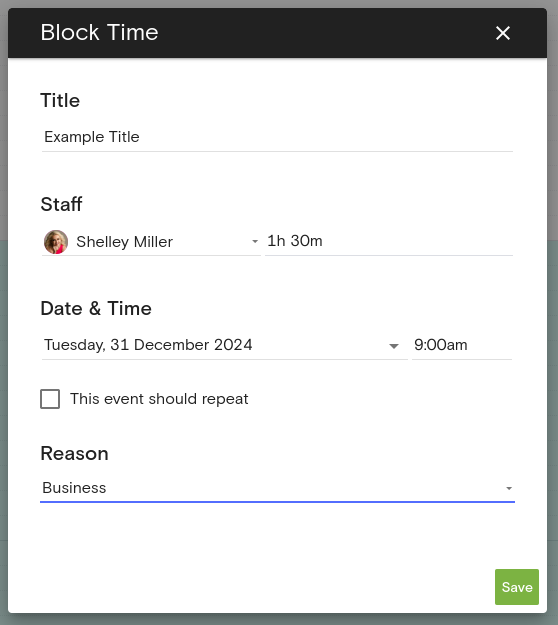 Block Time
Title
Example Title
Staff
Shelley Miller 1h 30m
Date & Time
Tuesday, 31 December 2024 9:00am
This event should repeat
Reason
Business
Save